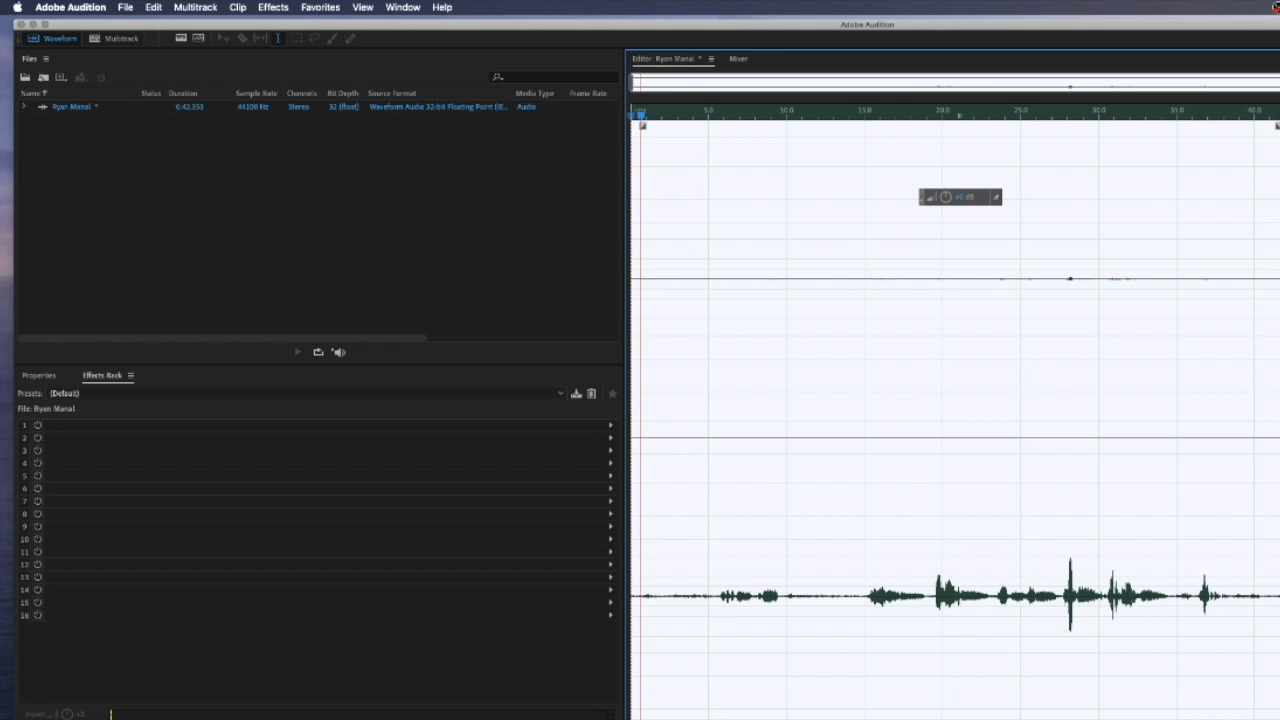 Adobe Audition File Edit Multitrack Clip Effects Favorites View Window Help
Adobe Audition
Waveform Multitrack
Files
Editor: Ryan Manal * Mixer
Name Status Duration Sample Rate Channels Bit Depth Source Format Media Type Frame Rate
Ryan Manal * 0:42.353 44100 Hz Stereo 32 (float) Waveform Audio 32-bit Floating Point (IE... Audio
5.0 10.0 15.0 20.0 25.0 30.0 35.0 40.0
+0 dB
Properties Effects Rack
Presets: (Default)
File: Ryan Manal
1
2
3
4
5
6
7
8
9
10
11
12
13
14
15
16
Input: +0